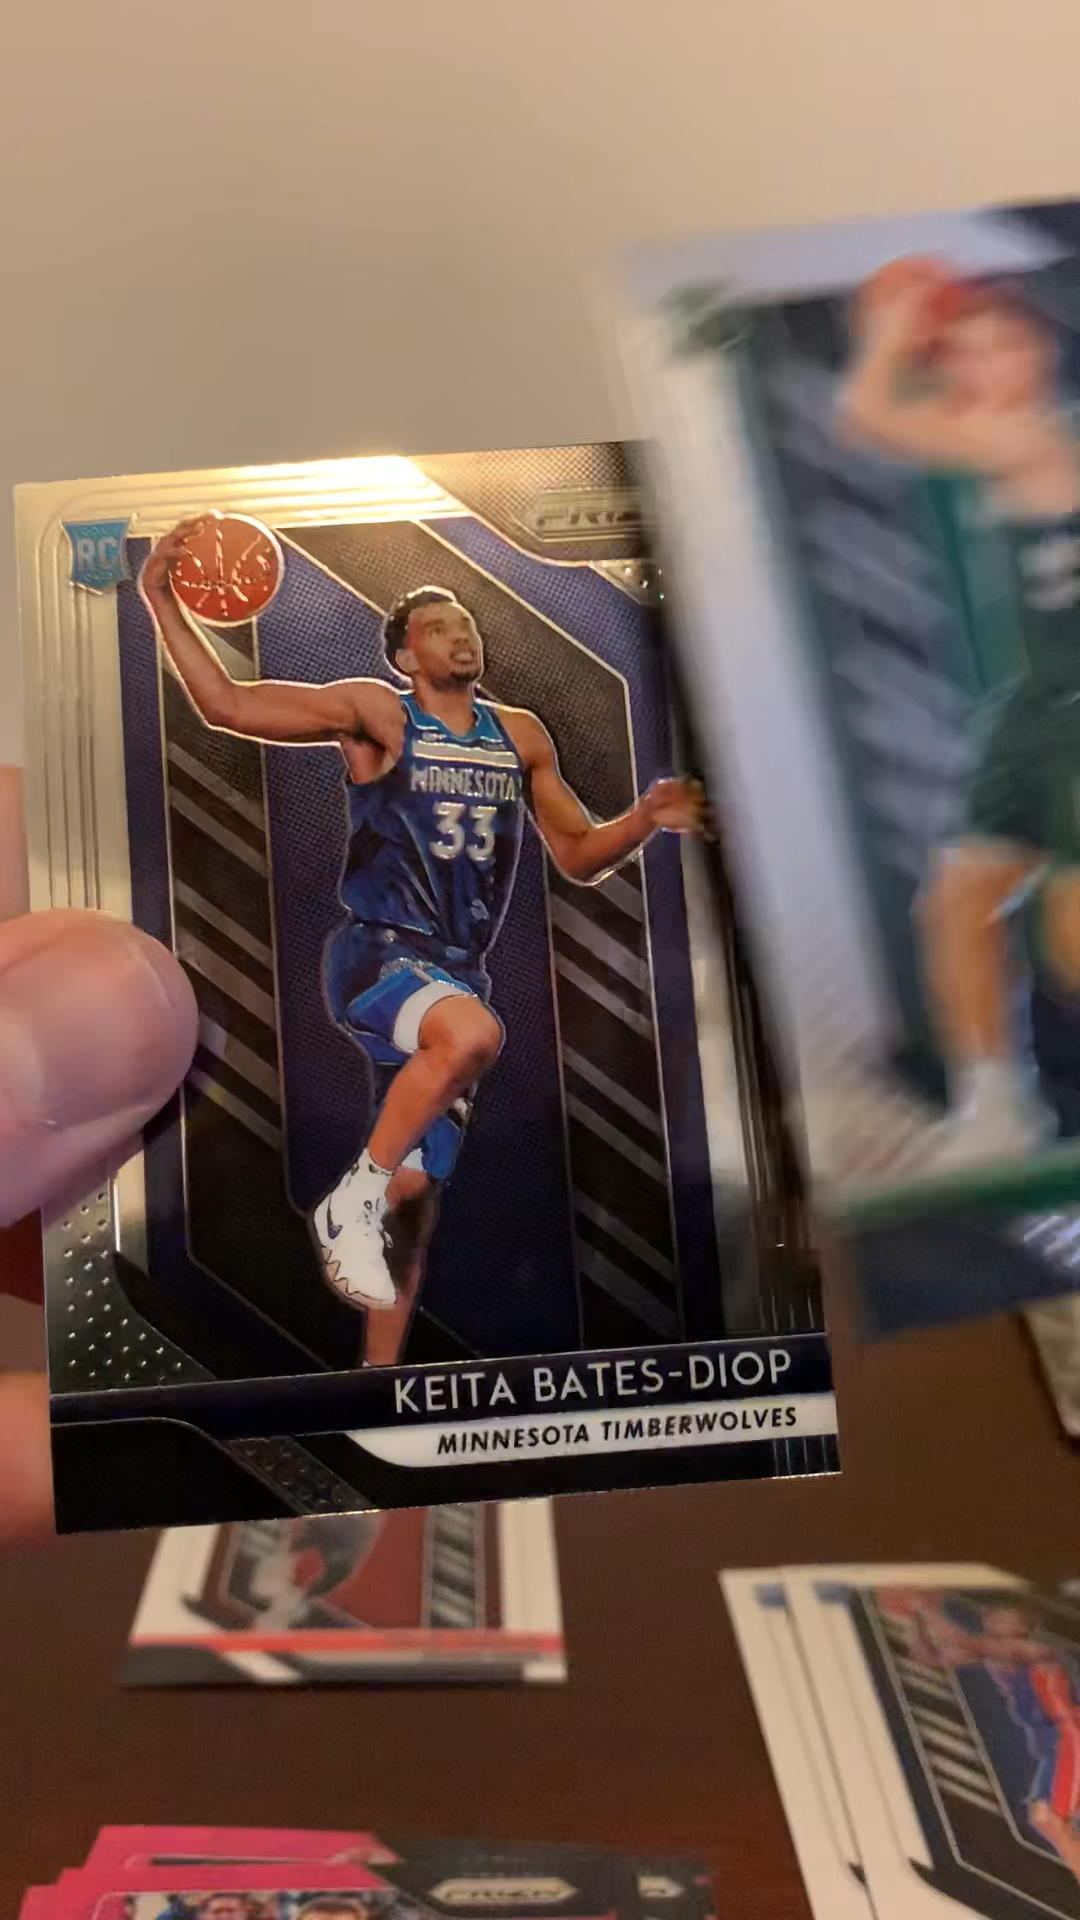 RC
MINNESOTA
33
KEITA BATES-DIOP
MINNESOTA TIMBERWOLVES